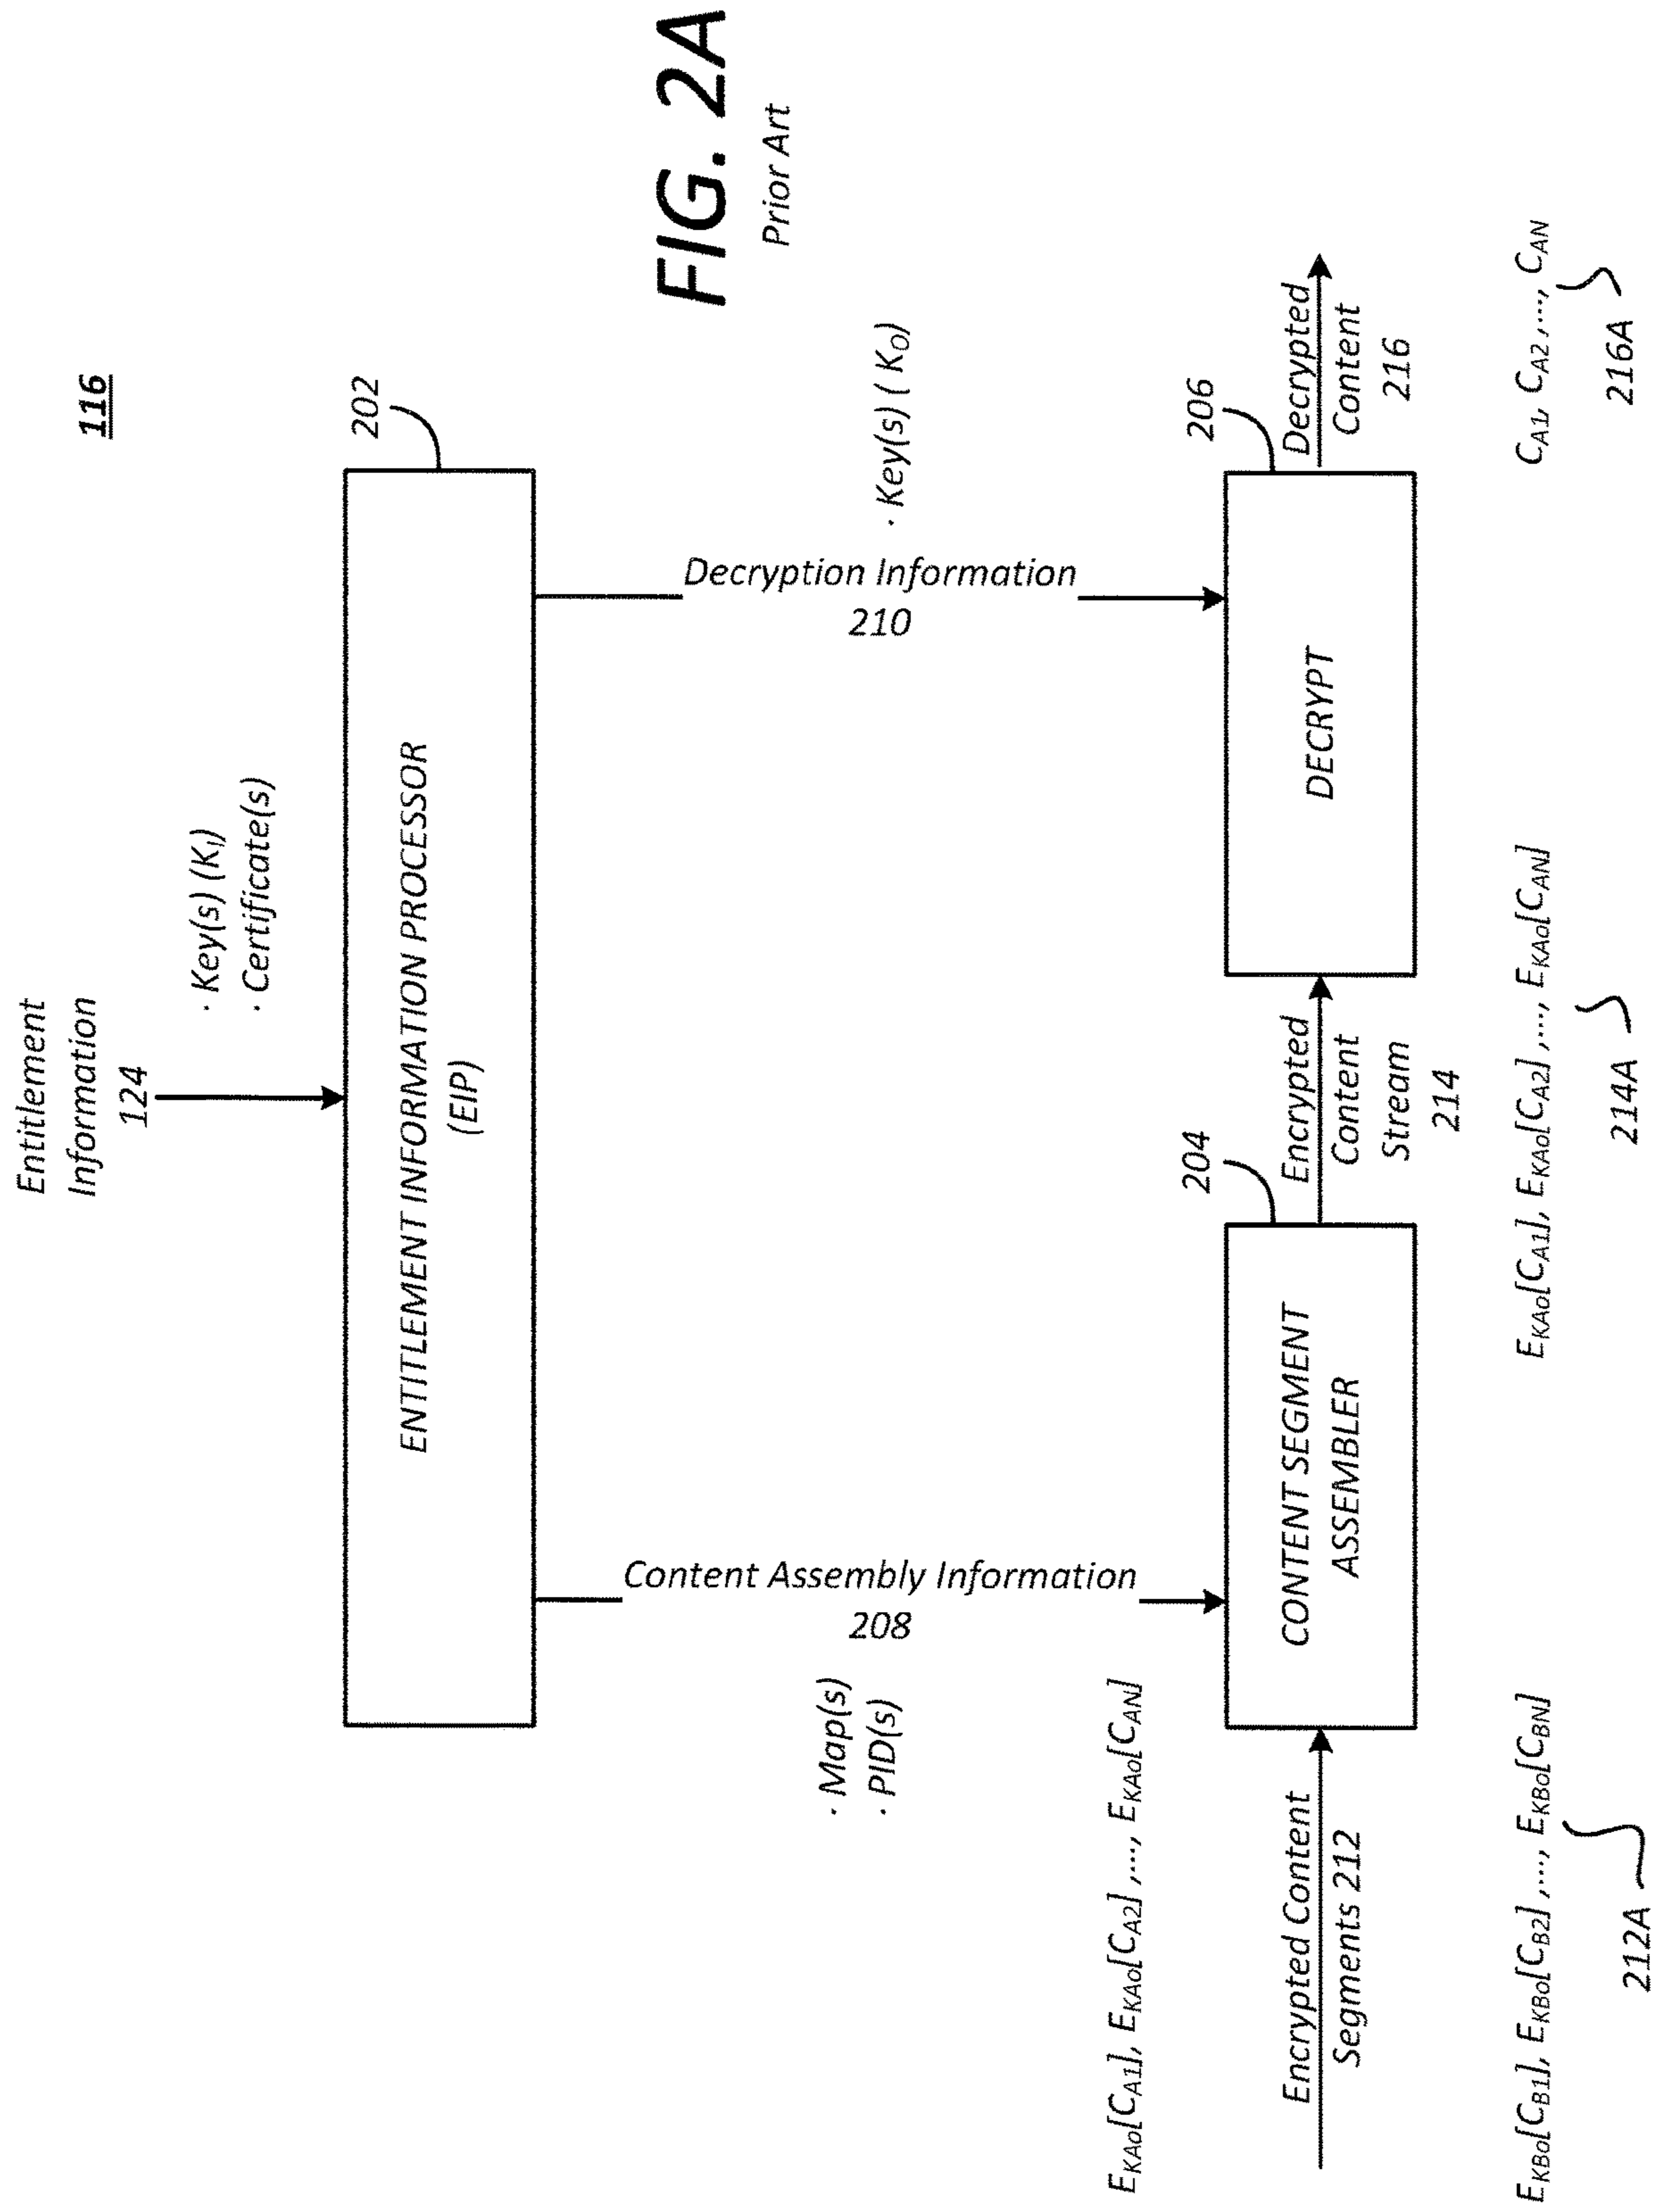 116
Entitlement
Information
124
· Key(s) (K_I)
· Certificate(s)
202
ENTITLEMENT INFORMATION PROCESSOR
(EIP)
Content Assembly Information
208
· Map(s)
· PID(s)
Decryption Information
210
· Key(s) ( K_O)
E_KAo[C_A1], E_KAo[C_A2] ,..., E_KAo[C_AN]
Encrypted Content
Segments 212
E_KBo[C_B1], E_KBo[C_B2] ,..., E_KBo[C_BN]
212A
204
CONTENT SEGMENT
ASSEMBLER
Encrypted
Content
Stream
214
E_KAo[C_A1], E_KAo[C_A2] ,..., E_KAo[C_AN]
214A
206
DECRYPT
Decrypted
Content
216
C_A1, C_A2 ,..., C_AN
216A
FIG. 2A
Prior Art